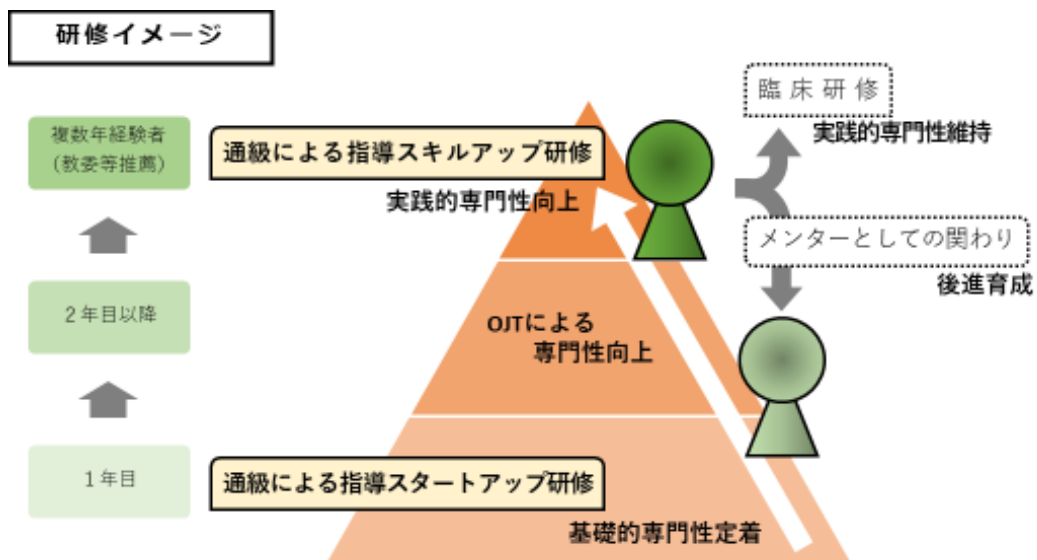 研修イメージ
複数年経験者
(教委等推薦)
通級による指導スキルアップ研修
実践的専門性向上
臨床研修
実践的専門性維持
メンターとしての関わり
後進育成
2年目以降
OJTによる
専門性向上
1年目
通級による指導スタートアップ研修
基礎的専門性定着